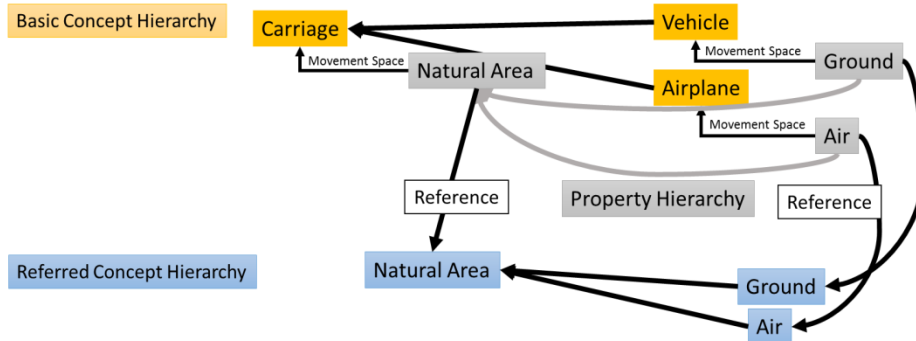 Basic Concept Hierarchy
Carriage
Vehicle
Movement Space
Movement Space
Natural Area
Ground
Airplane
Movement Space
Air
Reference
Property Hierarchy
Reference
Referred Concept Hierarchy
Natural Area
Ground
Air